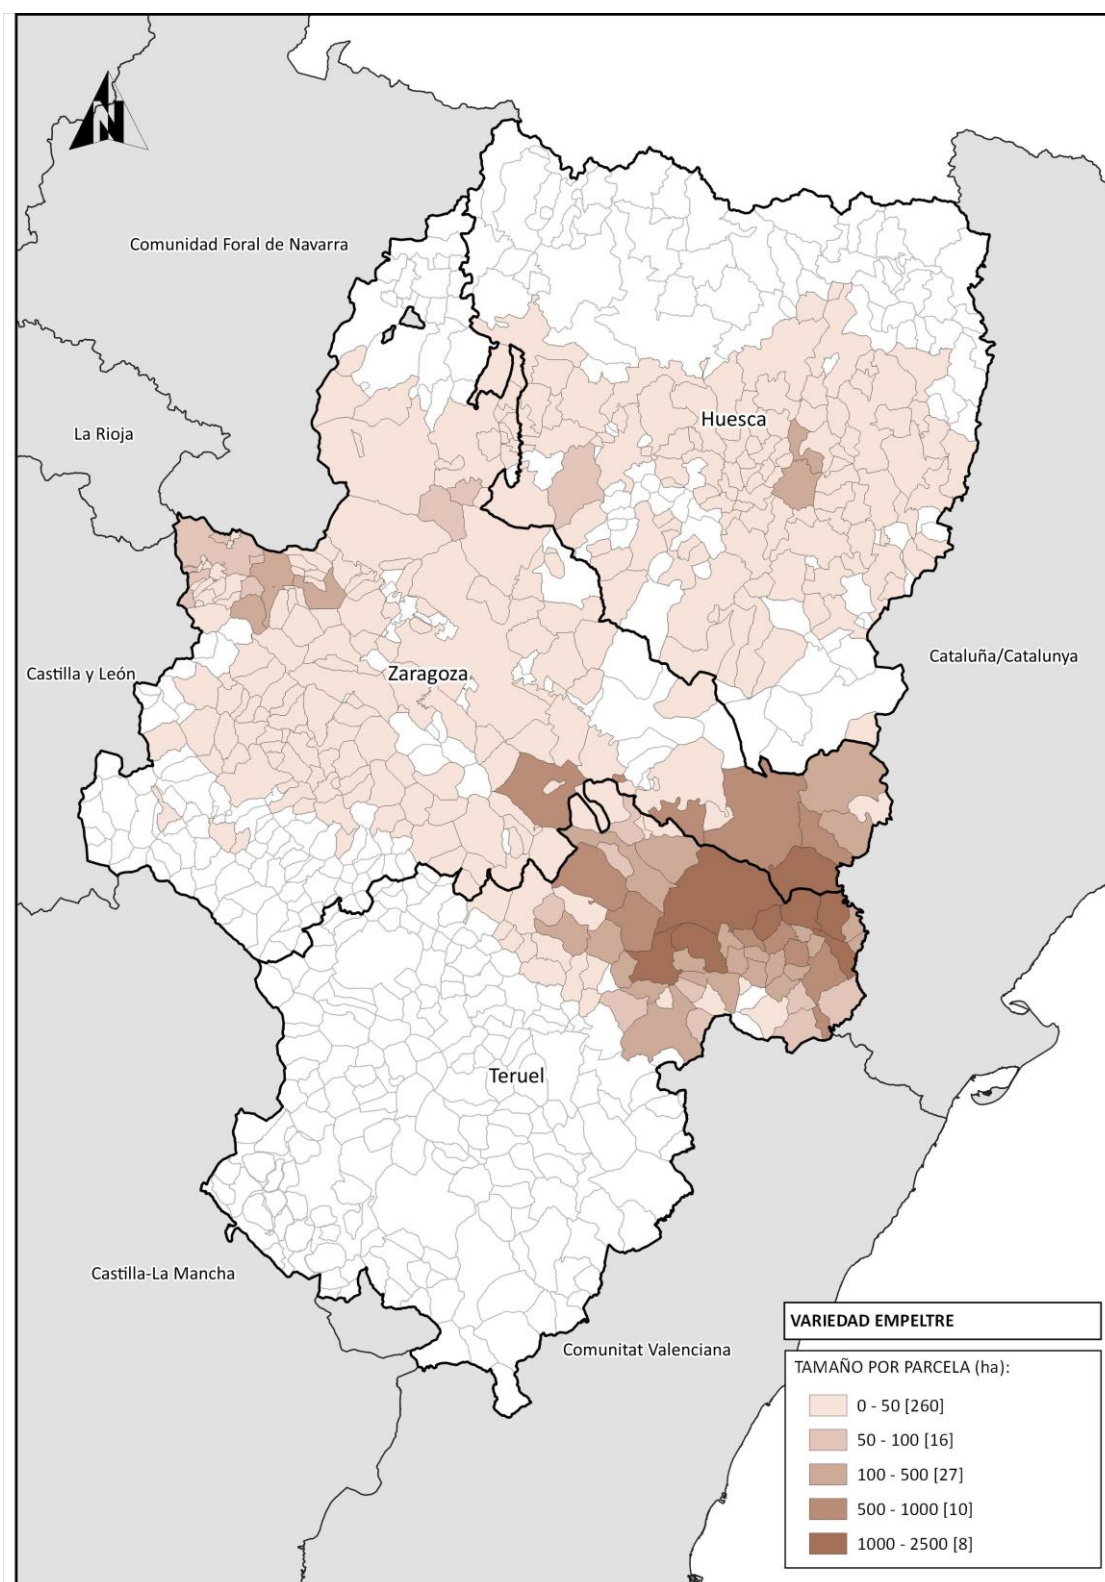 N
Comunidad Foral de Navarra
La Rioja
Huesca
Castilla y León
Zaragoza
Cataluña/Catalunya
Teruel
Castilla-La Mancha
Comunitat Valenciana
VARIEDAD EMPELTRE
TAMAÑO POR PARCELA (ha):
0 - 50 [260]
50 - 100 [16]
100 - 500 [27]
500 - 1000 [10]
1000 - 2500 [8]